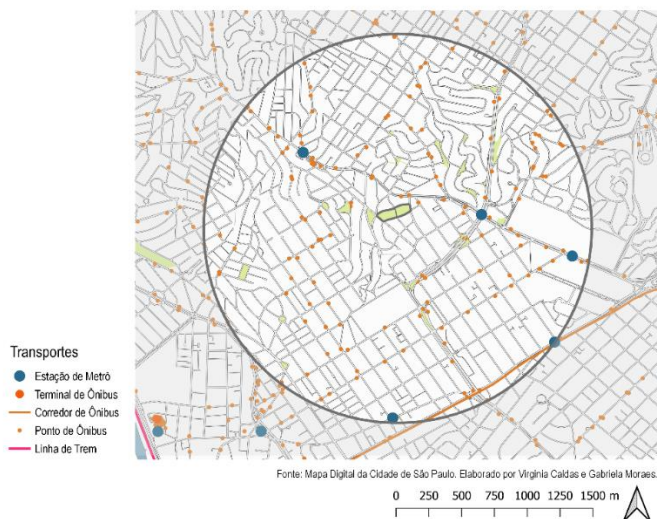 Transportes
Estação de Metrô
Terminal de Ônibus
Corredor de Ônibus
Ponto de Ônibus
Linha de Trem
Fonte: Mapa Digital da Cidade de São Paulo. Elaborado por Virginia Caldas e Gabriela Moraes.
0 250 500 750 1000 1250 1500 m